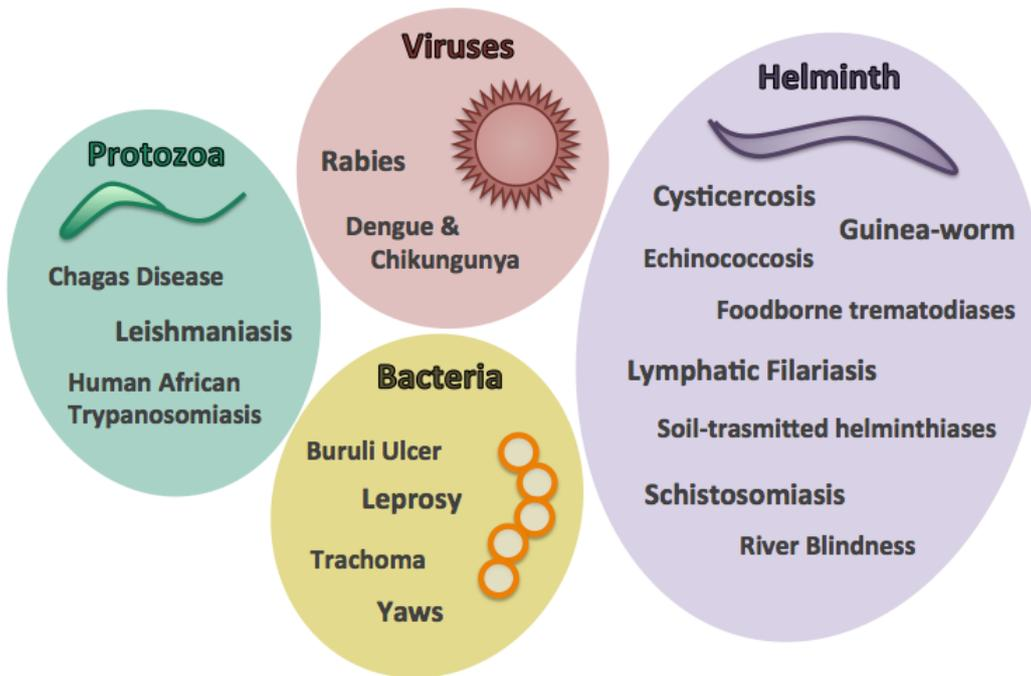 Viruses
Rabies
Dengue &
Chikungunya
Protozoa
Chagas Disease
Leishmaniasis
Human African
Trypanosomiasis
Bacteria
Buruli Ulcer
Leprosy
Trachoma
Yaws
Helminth
Cysticercosis
Guinea-worm
Echinococcosis
Foodborne trematodiases
Lymphatic Filariasis
Soil-trasmitted helminthiases
Schistosomiasis
River Blindness